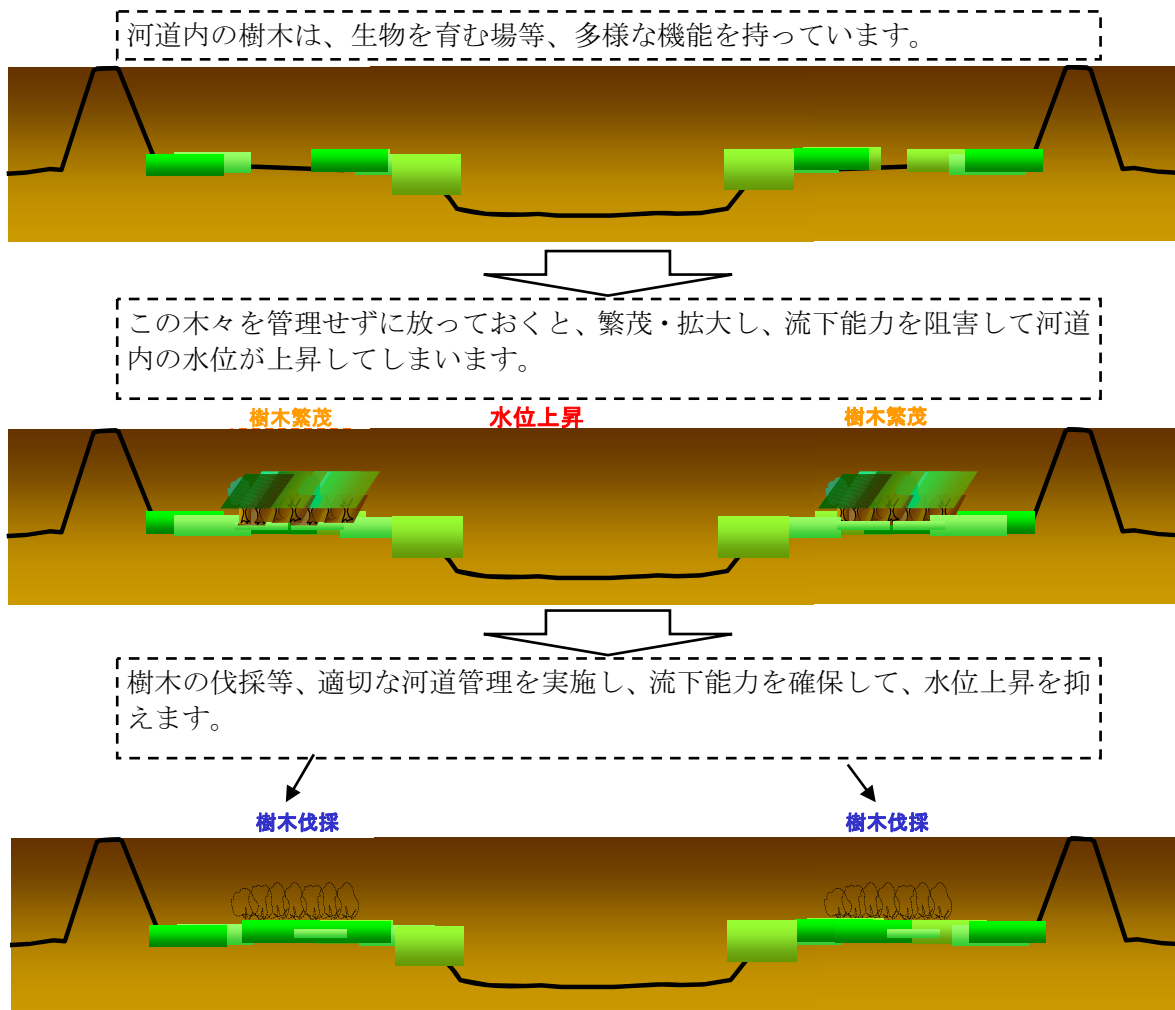 河道内の樹木は、生物を育む場等、多様な機能を持っています。
この木々を管理せずに放っておくと、繁茂・拡大し、流下能力を阻害して河道
内の水位が上昇してしまいます。
樹木繁茂
水位上昇
樹木繁茂
樹木の伐採等、適切な河道管理を実施し、流下能力を確保して、水位上昇を抑
えます。
樹木伐採
樹木伐採